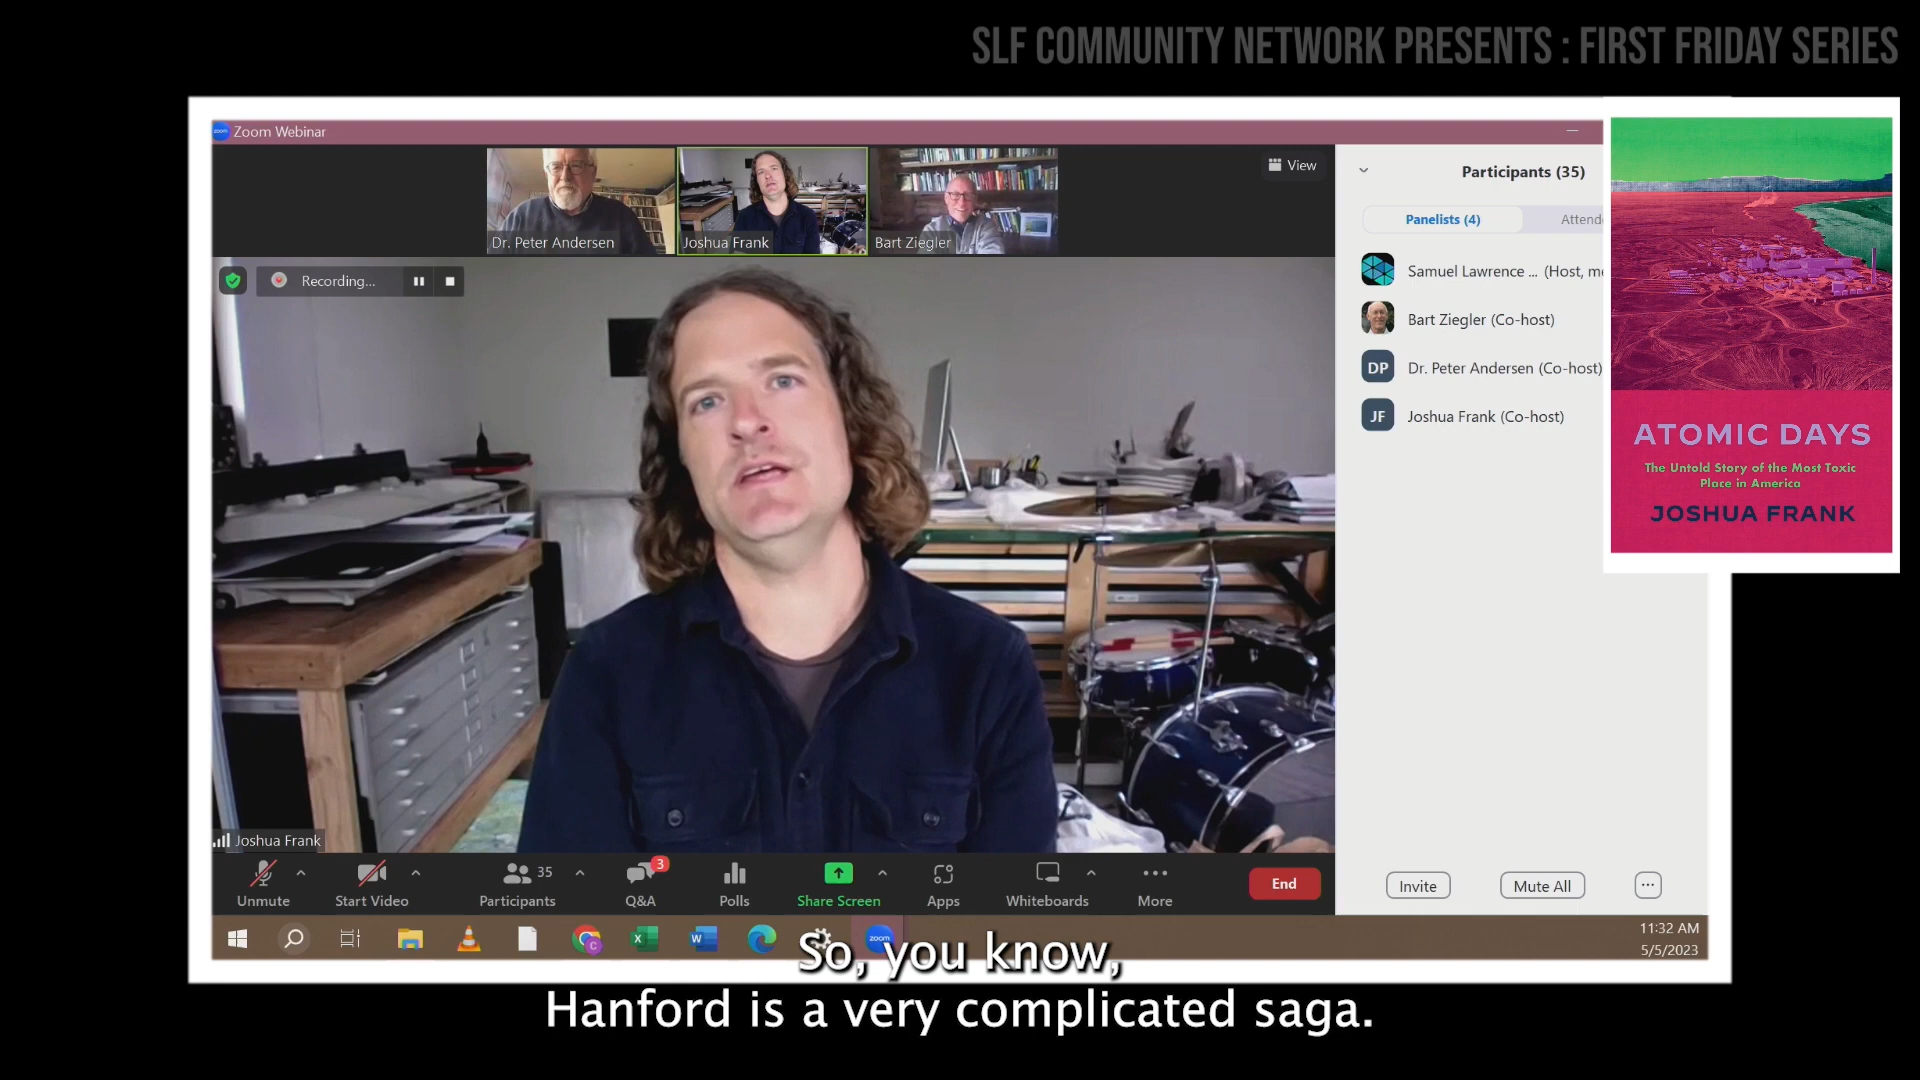 SLF COMMUNITY NETWORK PRESENTS : FIRST FRIDAY SERIES
zoom Zoom Webinar
Dr. Peter Andersen
Joshua Frank
Bart Ziegler
View
Recording...
Participants (35)
Panelists (4)
Attend
Samuel Lawrence ... (Host, me
Bart Ziegler (Co-host)
DP Dr. Peter Andersen (Co-host)
JF Joshua Frank (Co-host)
ATOMIC DAYS
The Untold Story of the Most Toxic
Place in America
JOSHUA FRANK
Joshua Frank
35
3
Unmute
Start Video
Participants
Q&A
Polls
Share Screen
Apps
Whiteboards
More
End
Invite
Mute All
zoom
11:32 AM
5/5/2023
So, you know,
Hanford is a very complicated saga.